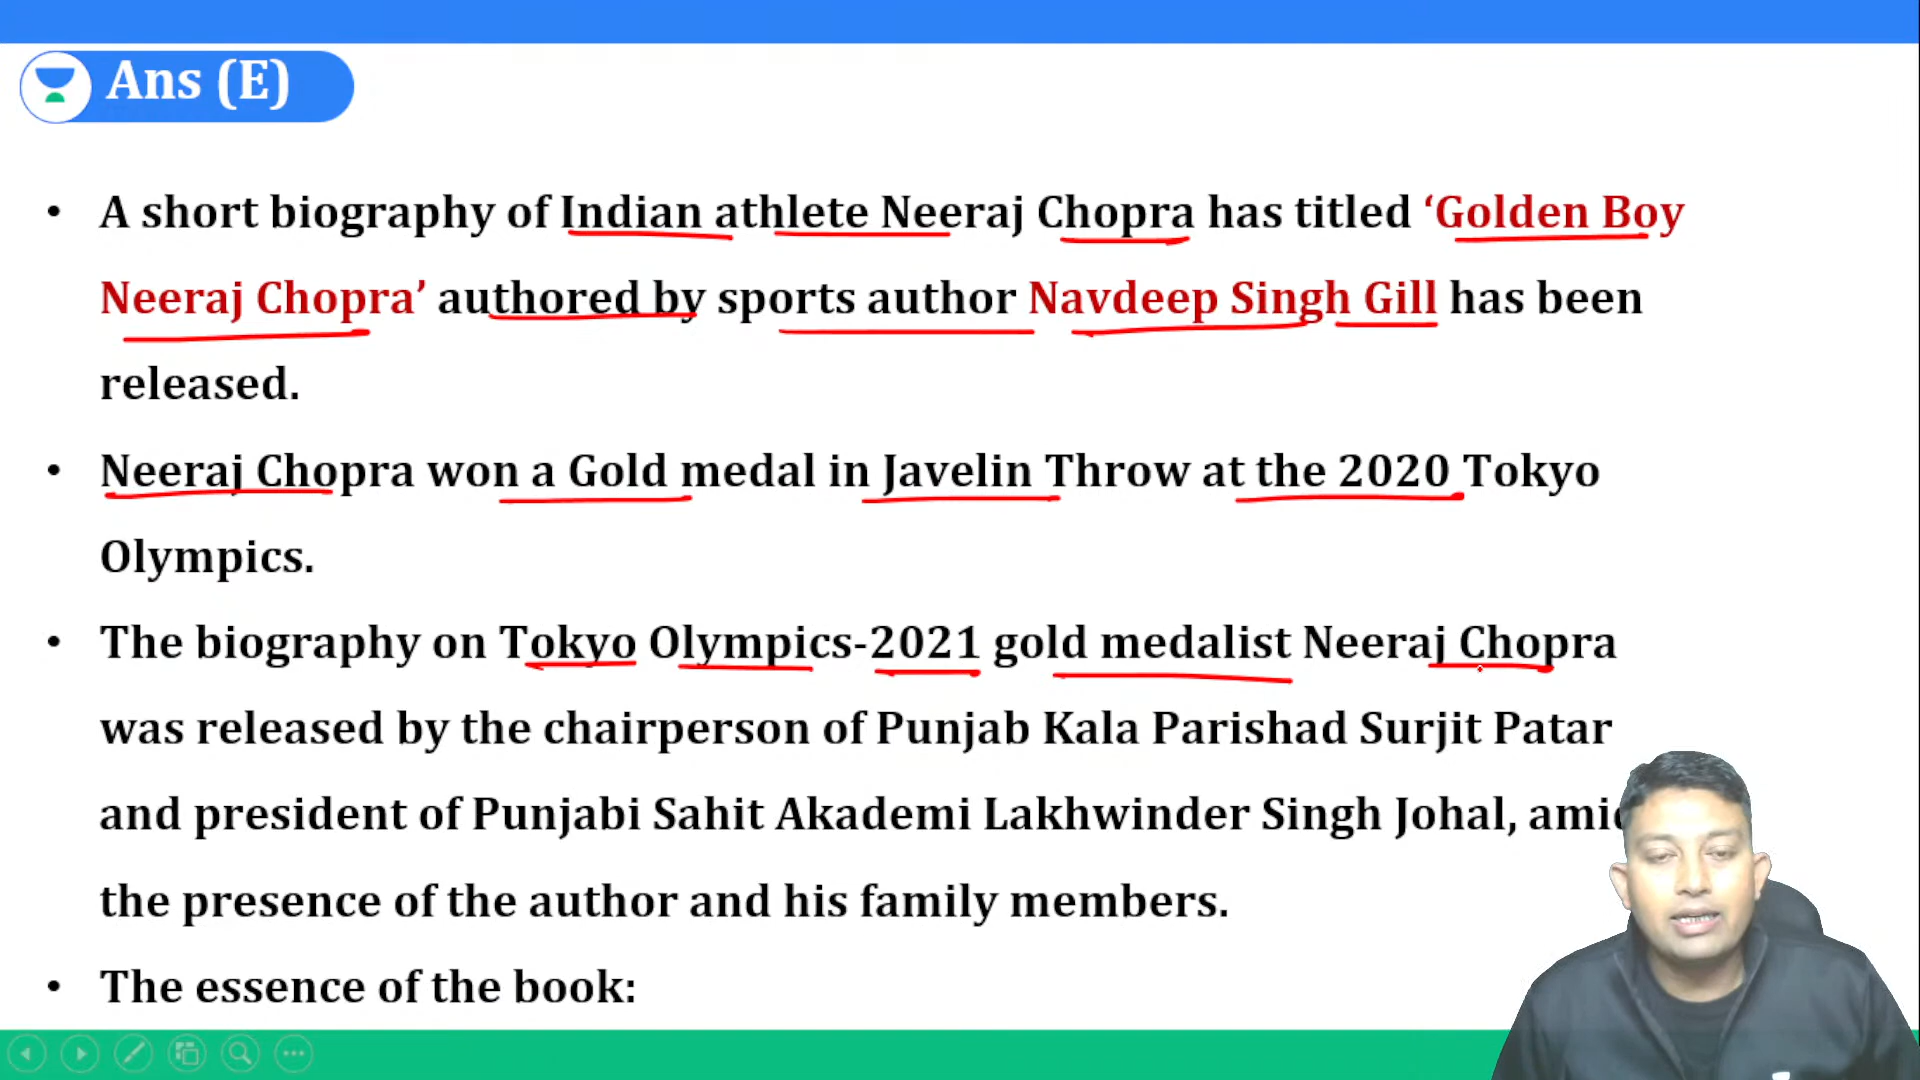 Ans (E)
• A short biography of Indian athlete Neeraj Chopra has titled ‘Golden Boy
Neeraj Chopra’ authored by sports author Navdeep Singh Gill has been
released.
• Neeraj Chopra won a Gold medal in Javelin Throw at the 2020 Tokyo
Olympics.
• The biography on Tokyo Olympics-2021 gold medalist Neeraj Chopra
was released by the chairperson of Punjab Kala Parishad Surjit Patar
and president of Punjabi Sahit Akademi Lakhwinder Singh Johal,
the presence of the author and his family members.
• The essence of the book: